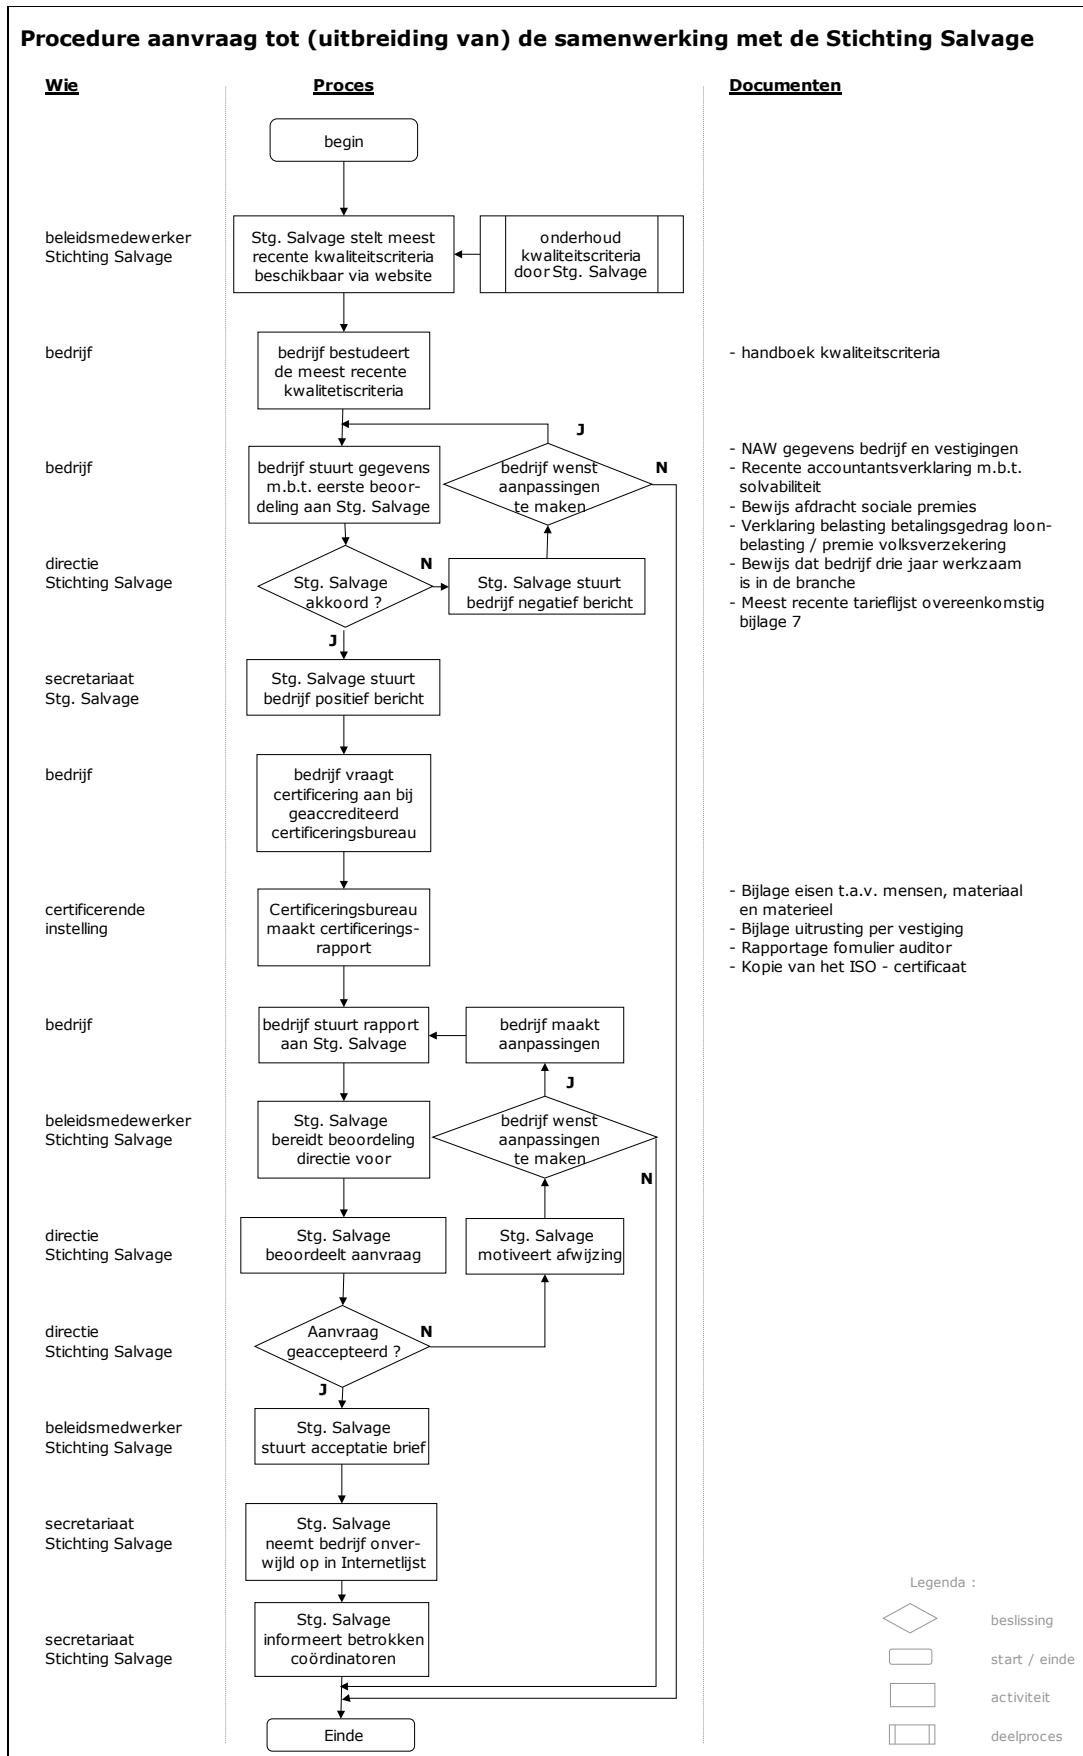 Procedure aanvraag tot (uitbreiding van) de samenwerking met de Stichting Salvage
Wie
Proces
Documenten
begin
beleidsmedewerker
Stichting Salvage
Stg. Salvage stelt meest
recente kwaliteitscriteria
beschikbaar via website
onderhoud
kwaliteitscriteria
door Stg. Salvage
bedrijf
bedrijf bestudeert
de meest recente
kwalitetiscriteria
- handboek kwaliteitscriteria
J
bedrijf
bedrijf stuurt gegevens
m.b.t. eerste beoor-
deling aan Stg. Salvage
bedrijf wenst
aanpassingen
te maken
N
- NAW gegevens bedrijf en vestigingen
- Recente accountantsverklaring m.b.t.
solvabiliteit
- Bewijs afdracht sociale premies
- Verklaring belasting betalingsgedrag loon-
belasting / premie volksverzekering
- Bewijs dat bedrijf drie jaar werkzaam
is in de branche
- Meest recente tarieflijst overeenkomstig
bijlage 7
directie
Stichting Salvage
Stg. Salvage
akkoord ?
N
Stg. Salvage stuurt
bedrijf negatief bericht
J
secretariaat
Stg. Salvage
Stg. Salvage stuurt
bedrijf positief bericht
bedrijf
bedrijf vraagt
certificering aan bij
geaccrediteerd
certificeringsbureau
certificerende
instelling
Certificeringsbureau
maakt certificerings-
rapport
- Bijlage eisen t.a.v. mensen, materiaal
en materieel
- Bijlage uitrusting per vestiging
- Rapportage fomulier auditor
- Kopie van het ISO - certificaat
bedrijf
bedrijf stuurt rapport
aan Stg. Salvage
bedrijf maakt
aanpassingen
J
beleidsmedewerker
Stichting Salvage
Stg. Salvage
bereidt beoordeling
directie voor
bedrijf wenst
aanpassingen
te maken
N
directie
Stichting Salvage
Stg. Salvage
beoordeelt aanvraag
Stg. Salvage
motiveert afwijzing
directie
Stichting Salvage
Aanvraag
geaccepteerd ?
N
J
beleidsmedwerker
Stichting Salvage
Stg. Salvage
stuurt acceptatie brief
secretariaat
Stichting Salvage
Stg. Salvage
neemt bedrijf onver-
wijld op in Internetlijst
secretariaat
Stichting Salvage
Stg. Salvage
informeert betrokken
coördinatoren
Einde
Legenda :
beslissing
start / einde
activiteit
deelproces